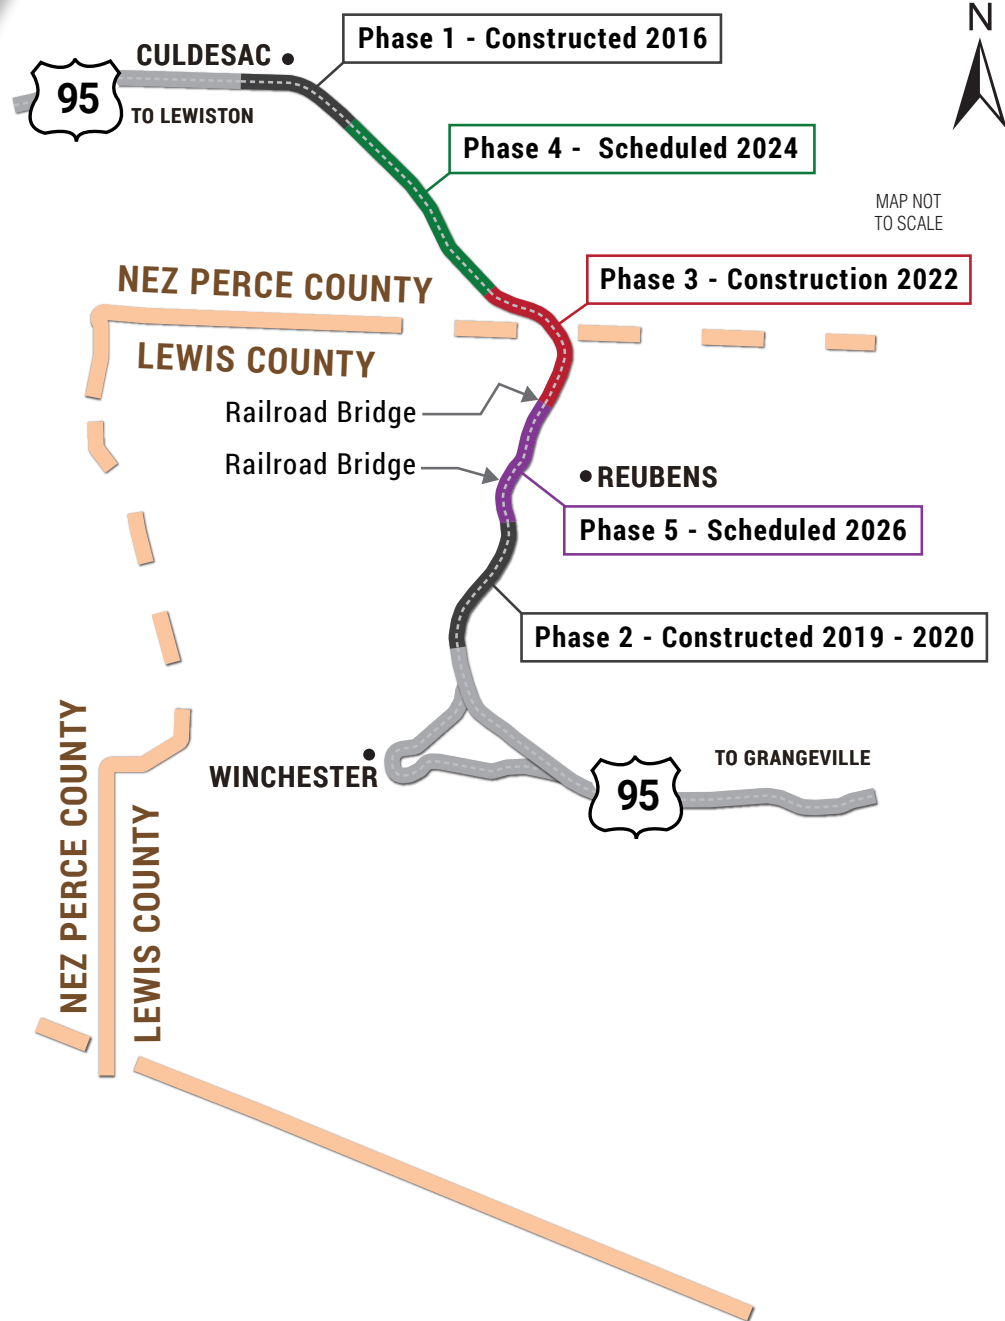 N
Phase 1 - Constructed 2016
CULDESAC
95
TO LEWISTON
Phase 4 - Scheduled 2024
MAP NOT
TO SCALE
NEZ PERCE COUNTY
Phase 3 - Construction 2022
LEWIS COUNTY
Railroad Bridge
Railroad Bridge
REUBENS
Phase 5 - Scheduled 2026
Phase 2 - Constructed 2019 - 2020
WINCHESTER
TO GRANGEVILLE
95
NEZ PERCE COUNTY
LEWIS COUNTY